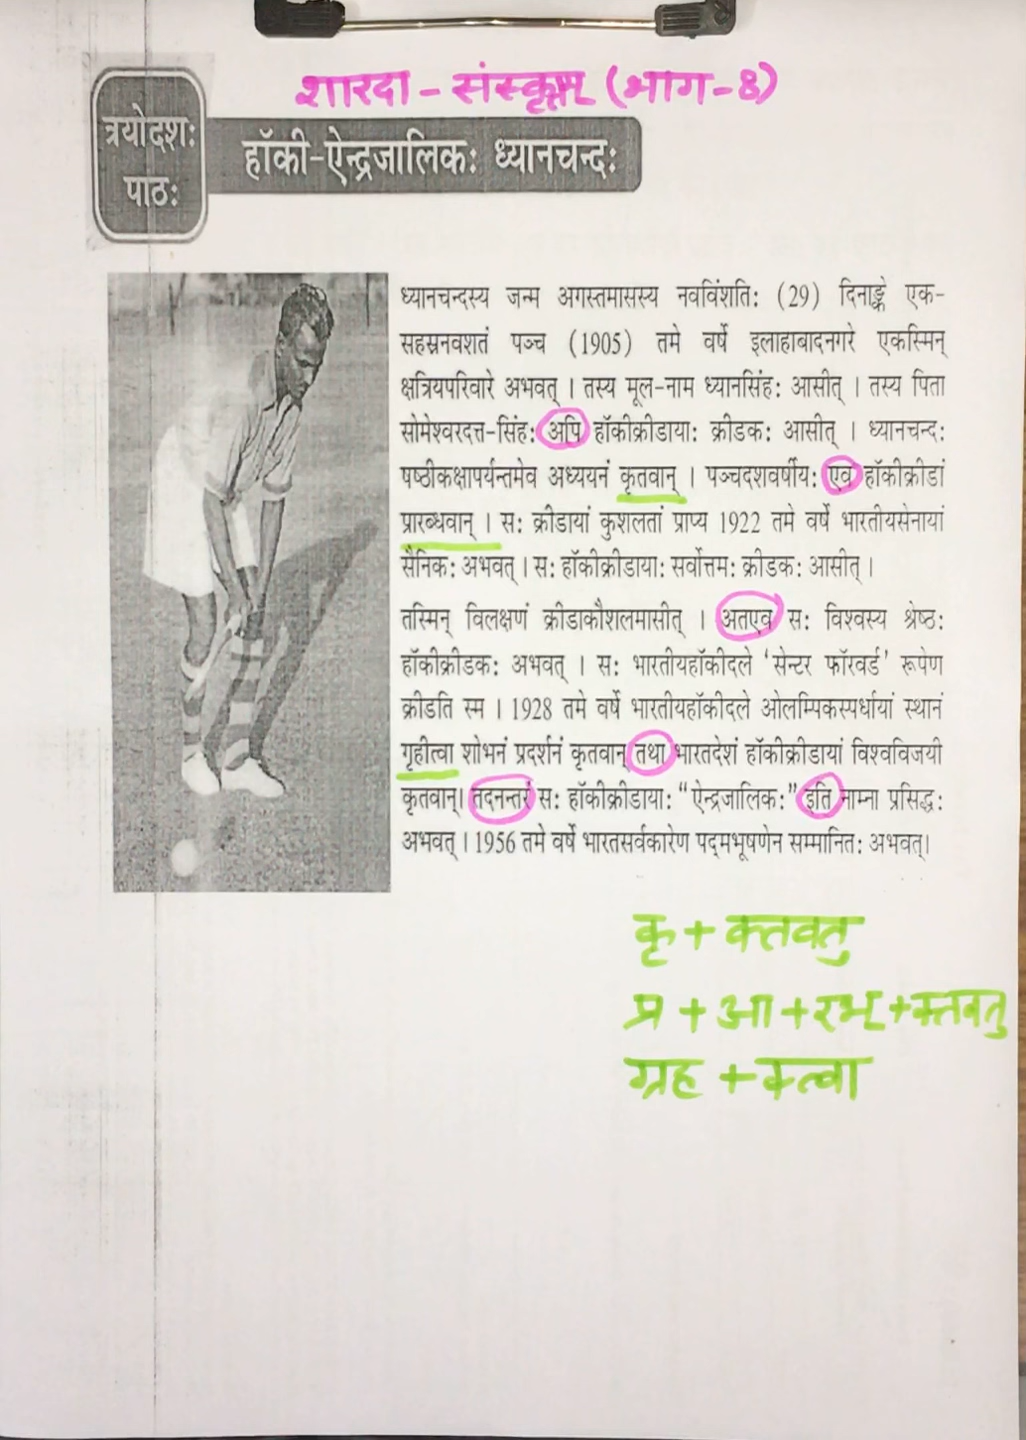 शारदा - संस्कृतम् (भाग-8)
त्रयोदशः
पाठः
हॉकी-ऐन्द्रजालिकः ध्यानचन्दः
ध्यानचन्दस्य जन्म अगस्तमासस्य नवविंशतिः (29) दिनाङ्के एक-
सहस्रनवशतं पञ्च (1905) तमे वर्षे इलाहाबादनगरे एकस्मिन्
क्षत्रियपरिवारे अभवत् । तस्य मूल-नाम ध्यानसिंहः आसीत् । तस्य पिता
सोमेश्वरदत्त-सिंहः अपि हॉकीक्रीडायाः क्रीडकः आसीत् । ध्यानचन्दः
षष्ठीकक्षापर्यन्तमेव अध्ययनं कृतवान् । पञ्चदशवर्षीयः एव हॉकीक्रीडां
प्रारब्धवान् । सः क्रीडायां कुशलतां प्राप्य 1922 तमे वर्षे भारतीयसेनायां
सैनिकः अभवत् । सः हॉकीक्रीडायाः सर्वोत्तमः क्रीडकः आसीत् ।
तस्मिन् विलक्षणं क्रीडाकौशलमासीत् । अतएव सः विश्वस्य श्रेष्ठः
हॉकीक्रीडकः अभवत् । सः भारतीयहॉकीदले ‘सेन्टर फॉरवर्ड’ रूपेण
क्रीडति स्म । 1928 तमे वर्षे भारतीयहॉकीदले ओलम्पिकस्पर्धायां स्थानं
गृहीत्वा शोभनं प्रदर्शनं कृतवान् तथा भारतदेशं हॉकीक्रीडायां विश्वविजयी
कृतवान्। तदनन्तरं सः हॉकीक्रीडायाः “ऐन्द्रजालिकः” इति नाम्ना प्रसिद्धः
अभवत् । 1956 तमे वर्षे भारतसर्वकारेण पद्मभूषणेन सम्मानितः अभवत्।
कृ + क्तवतु
प्र + आ + रभ् + क्तवतु
ग्रह + क्त्वा